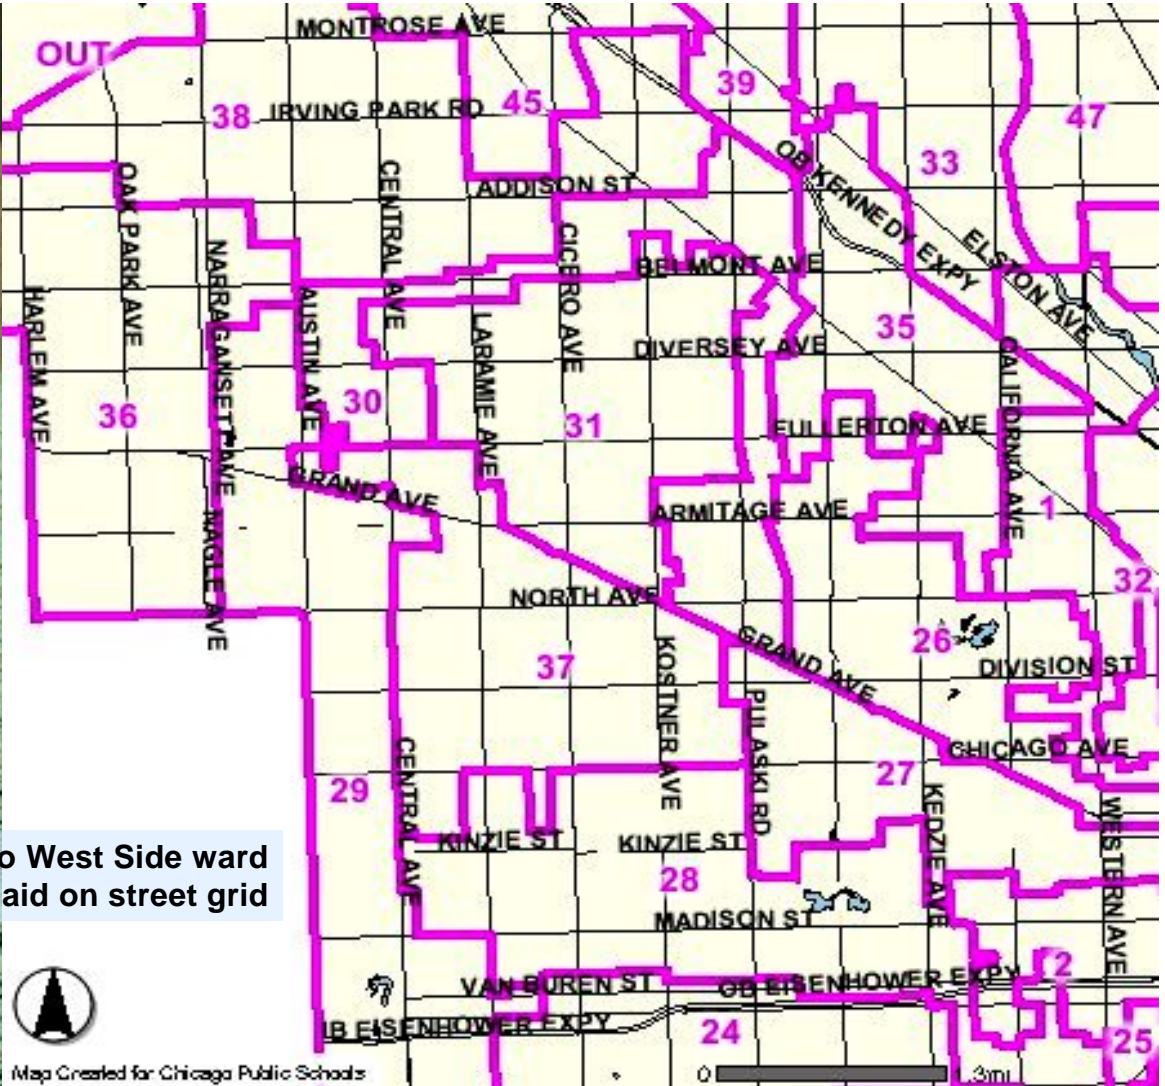 MONTROSE AVE
OUT
39
38
IRVING PARK RD
45
47
OB KENNEDY EXPY
33
OAK PARK AVE
CENTRAL AVE
ADDISON ST
NARRAGANSETT AVE
CICERO AVE
BELMONT AVE
ELSTON AVE
HARLEM AVE
AUSTIN AVE
LARAMIE AVE
DIVERSEY AVE
35
CALIFORNIA AVE
36
30
31
FULLERTON AVE
GRAND AVE
ARMITAGE AVE
1
NAGLE AVE
NORTH AVE
32
26
GRAND AVE
37
KOSTNER AVE
DIVISION ST
PULASKI RD
CHICAGO AVE
29
CENTRAL AVE
27
KEDZIE AVE
WESTERN AVE
KINZIE ST
KINZIE ST
o West Side ward
aid on street grid
28
MADISON ST
VAN BUREN ST
OB EISENHOWER EXPY
2
IB EISENHOWER EXPY
24
25
Map Created for Chicago Public Schools
0
1.3mi